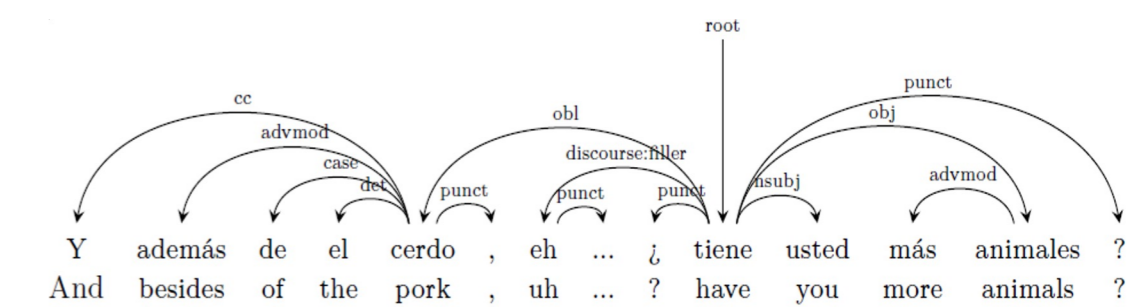 root
punct
cc
obl
obj
advmod
discourse:filler
case
advmod
det
punct
punct
punct
nsubj
Y además de el cerdo , eh ... ¿ tiene usted más animales ?
And besides of the pork , uh ... ? have you more animals ?